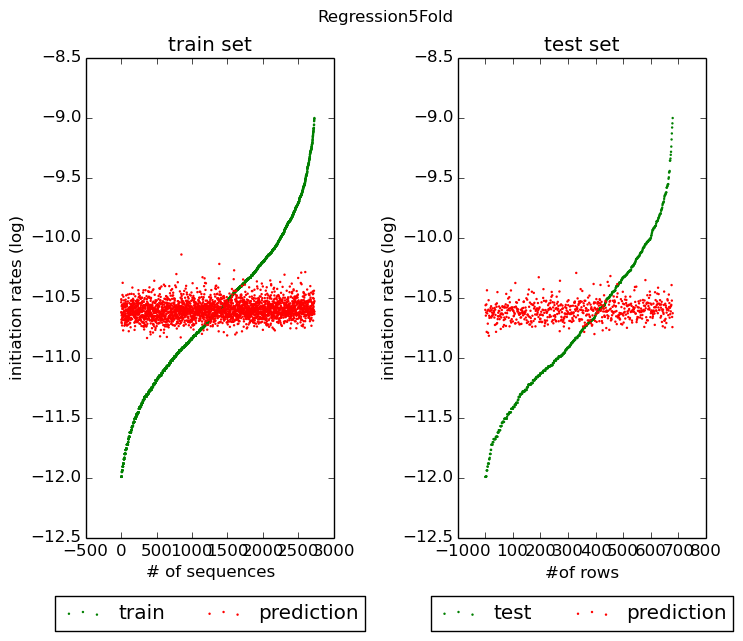 Regression5Fold
train set
test set
−8.5
−9.0
−9.5
−10.0
−10.5
−11.0
−11.5
−12.0
−12.5
initiation rates (log)
−500 0 500 1000 1500 2000 2500 3000
# of sequences
−8.5
−9.0
−9.5
−10.0
−10.5
−11.0
−11.5
−12.0
−12.5
initiation rates (log)
−100 0 100 200 300 400 500 600 700 800
#of rows
train prediction
test prediction